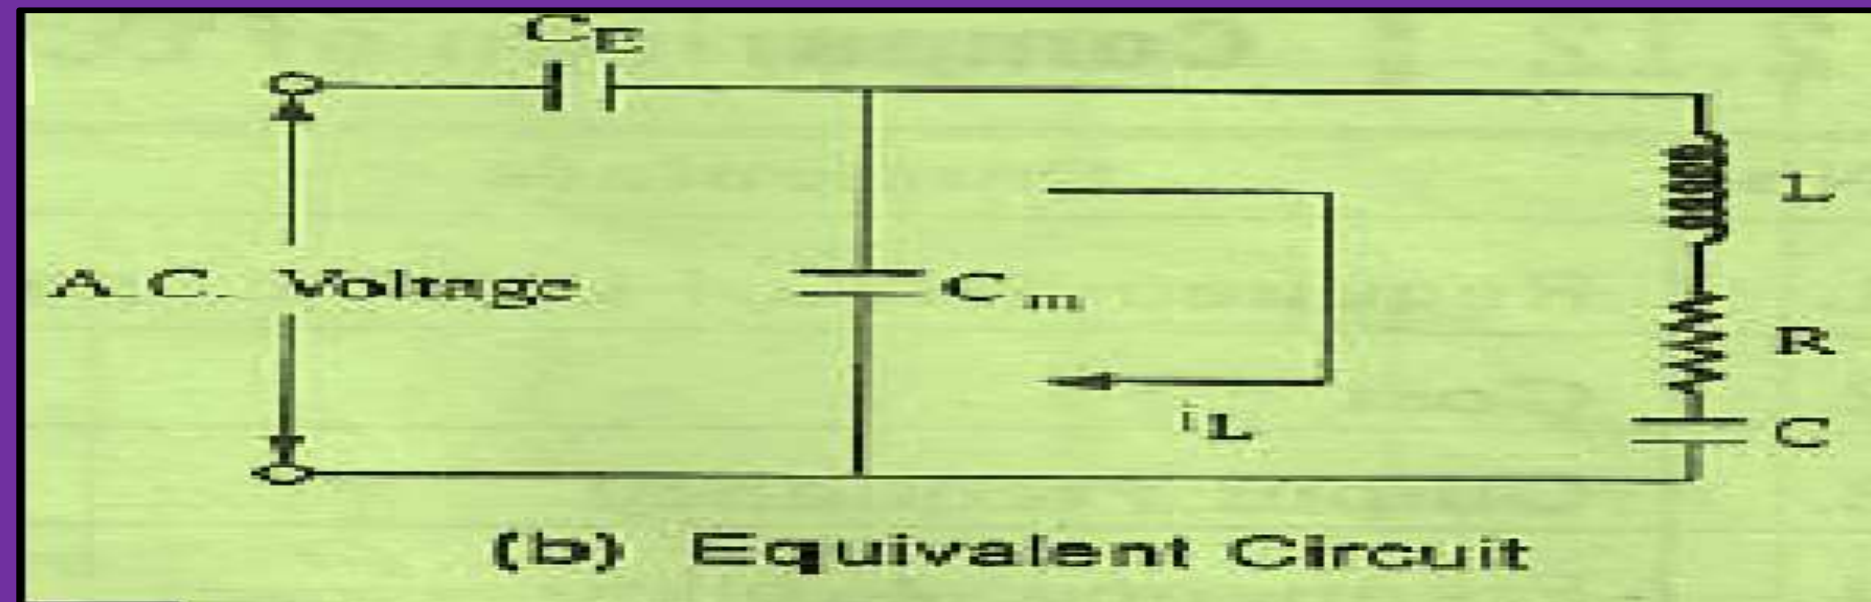 CE
L
A.C. Voltage
Cm
R
iL
C
(b) Equivalent Circuit